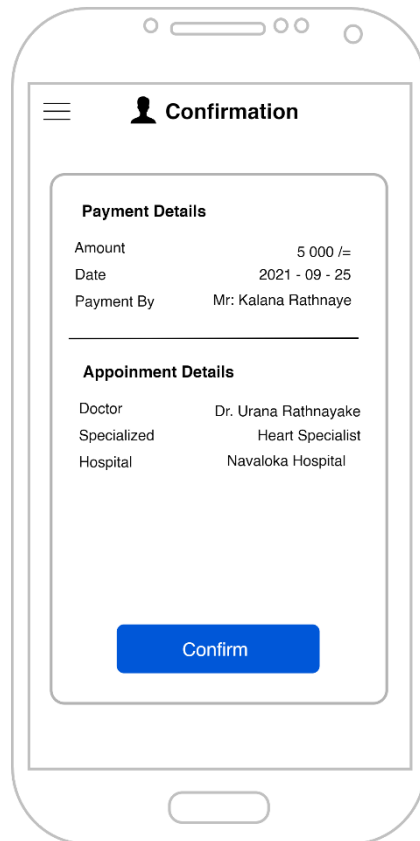 Confirmation
Payment Details
Amount 5 000 /=
Date 2021 - 09 - 25
Payment By Mr: Kalana Rathnaye
Appoinment Details
Doctor Dr. Urana Rathnayake
Specialized Heart Specialist
Hospital Navaloka Hospital
Confirm